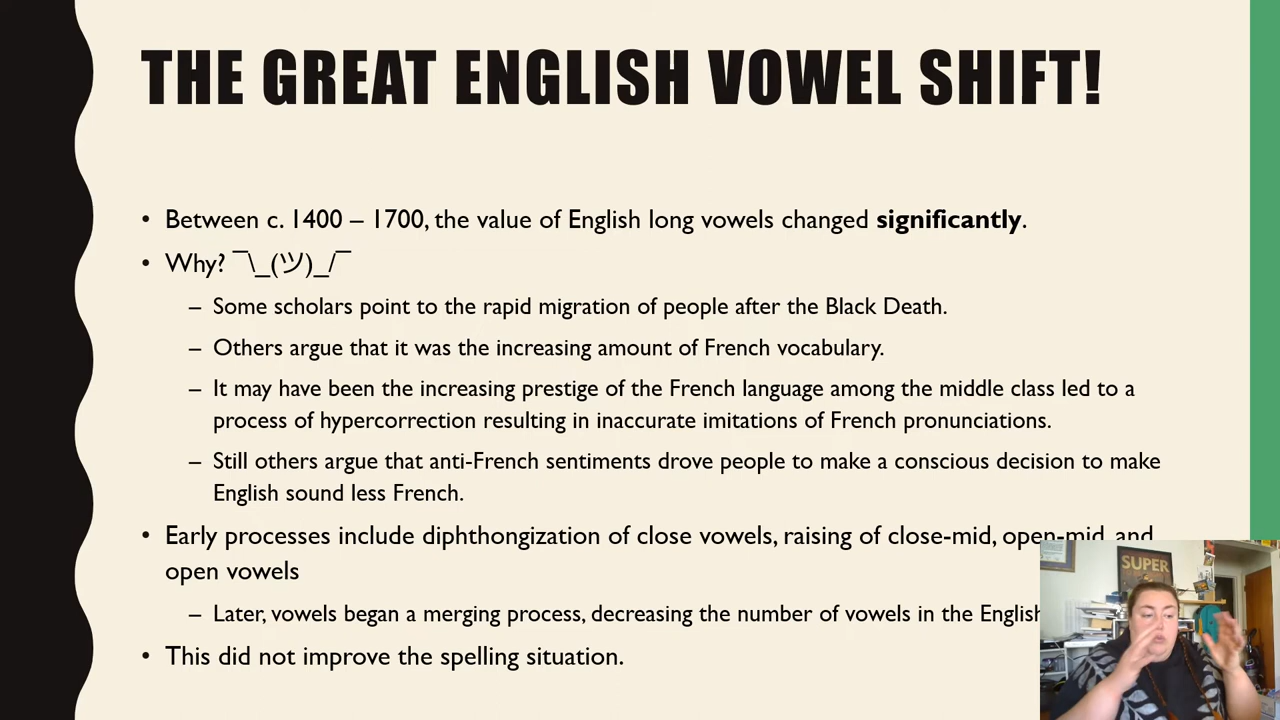 THE GREAT ENGLISH VOWEL SHIFT!
• Between c. 1400 – 1700, the value of English long vowels changed significantly.
• Why? ¯\_(ツ)_/¯
– Some scholars point to the rapid migration of people after the Black Death.
– Others argue that it was the increasing amount of French vocabulary.
– It may have been the increasing prestige of the French language among the middle class led to a
process of hypercorrection resulting in inaccurate imitations of French pronunciations.
– Still others argue that anti-French sentiments drove people to make a conscious decision to make
English sound less French.
• Early processes include diphthongization of close vowels, raising of close-mid, open-mid, and
open vowels
– Later, vowels began a merging process, decreasing the number of vowels in the English
• This did not improve the spelling situation.
SUPER